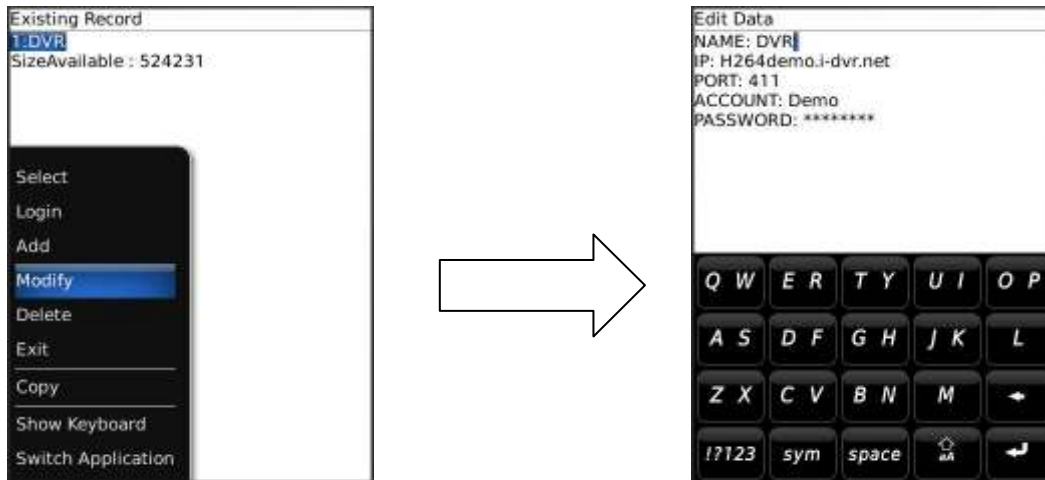 Existing Record
1:DVR
SizeAvailable : 524231
Select
Login
Add
Modify
Delete
Exit
Copy
Show Keyboard
Switch Application
Edit Data
NAME: DVR
IP: H264demo.i-dvr.net
PORT: 411
ACCOUNT: Demo
PASSWORD: ********
Q W E R T Y U I O P
A S D F G H J K L
Z X C V B N M
!?123 sym space aA